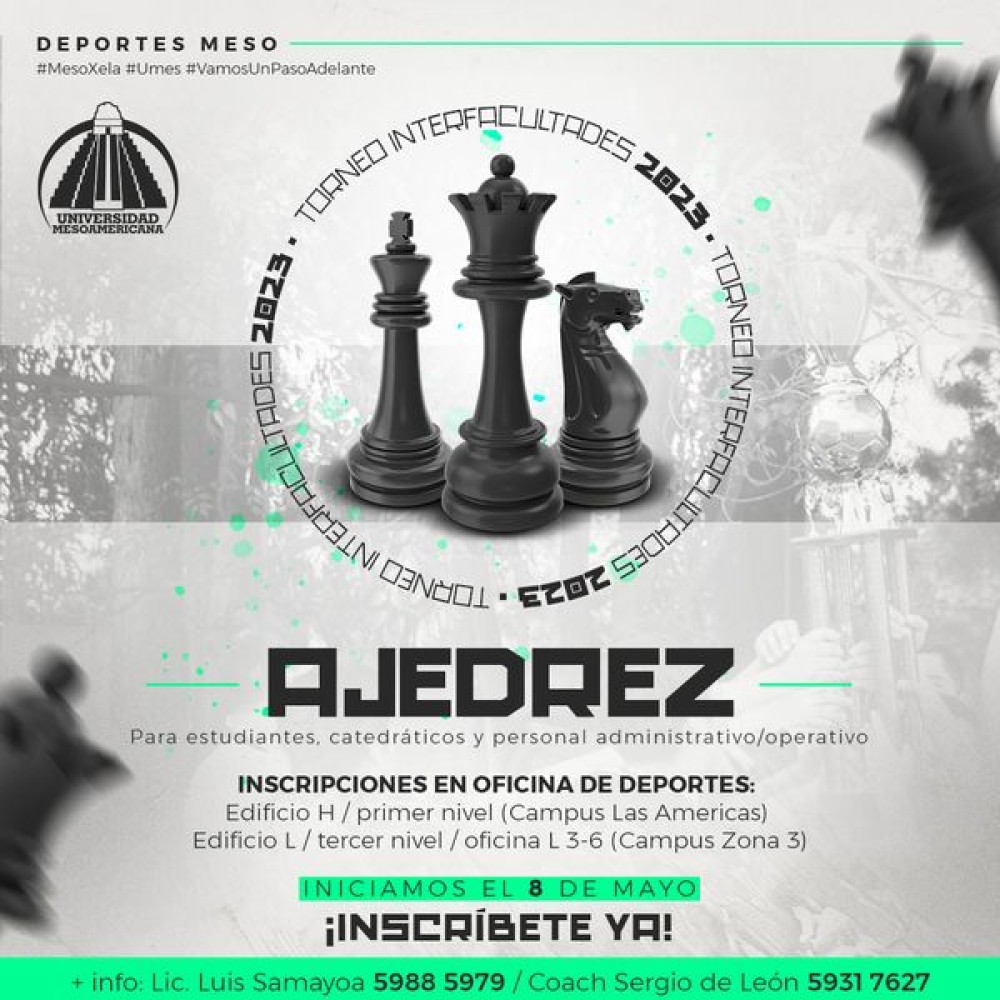 DEPORTES MESO
#MesoXela #Umes #VamosUnPasoAdelante
UNIVERSIDAD
MESOAMERICANA
TORNEO INTERFACULTADES 2023 · TORNEO INTERFACULTADES 2023 · TORNEO INTERFACULTADES 2023 ·
AJEDREZ
Para estudiantes, catedráticos y personal administrativo/operativo
INSCRIPCIONES EN OFICINA DE DEPORTES:
Edificio H / primer nivel (Campus Las Americas)
Edificio L / tercer nivel / oficina L 3-6 (Campus Zona 3)
INICIAMOS EL 8 DE MAYO
¡INSCRÍBETE YA!
+ info: Lic. Luis Samayoa 5988 5979 / Coach Sergio de León 5931 7627